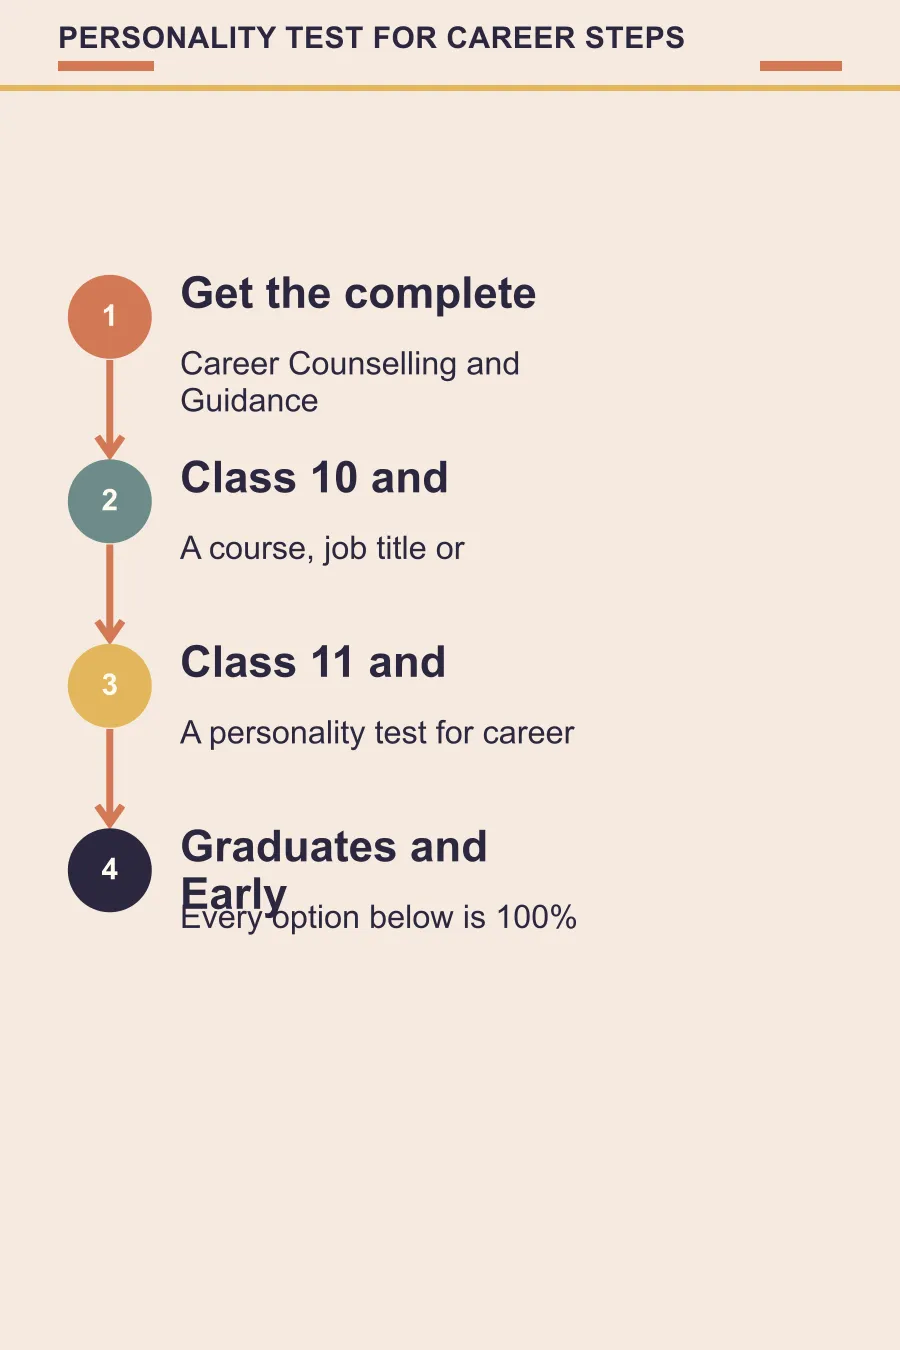 PERSONALITY TEST FOR CAREER STEPS
1
Get the complete
Career Counselling and
Guidance
2
Class 10 and
A course, job title or
3
Class 11 and
A personality test for career
4
Graduates and
Early
Every option below is 100%